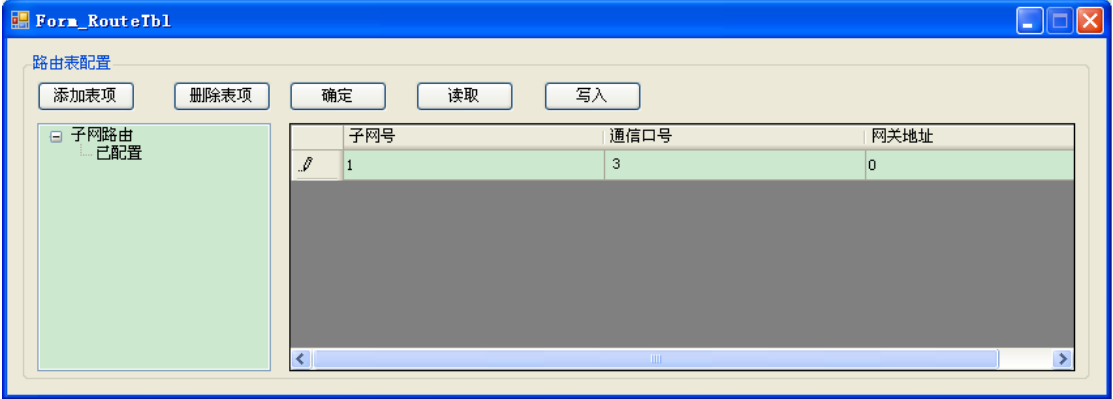 Form_RouteTbl
路由表配置
添加表项 删除表项 确定 读取 写入
子网路由
已配置
子网号 通信口号 网关地址
1 3 0